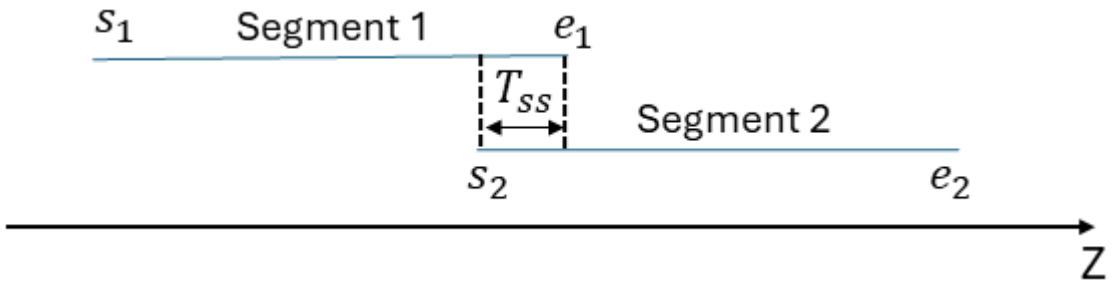 s₁ Segment 1 e₁
Tₛₛ
Segment 2
s₂ e₂
Z